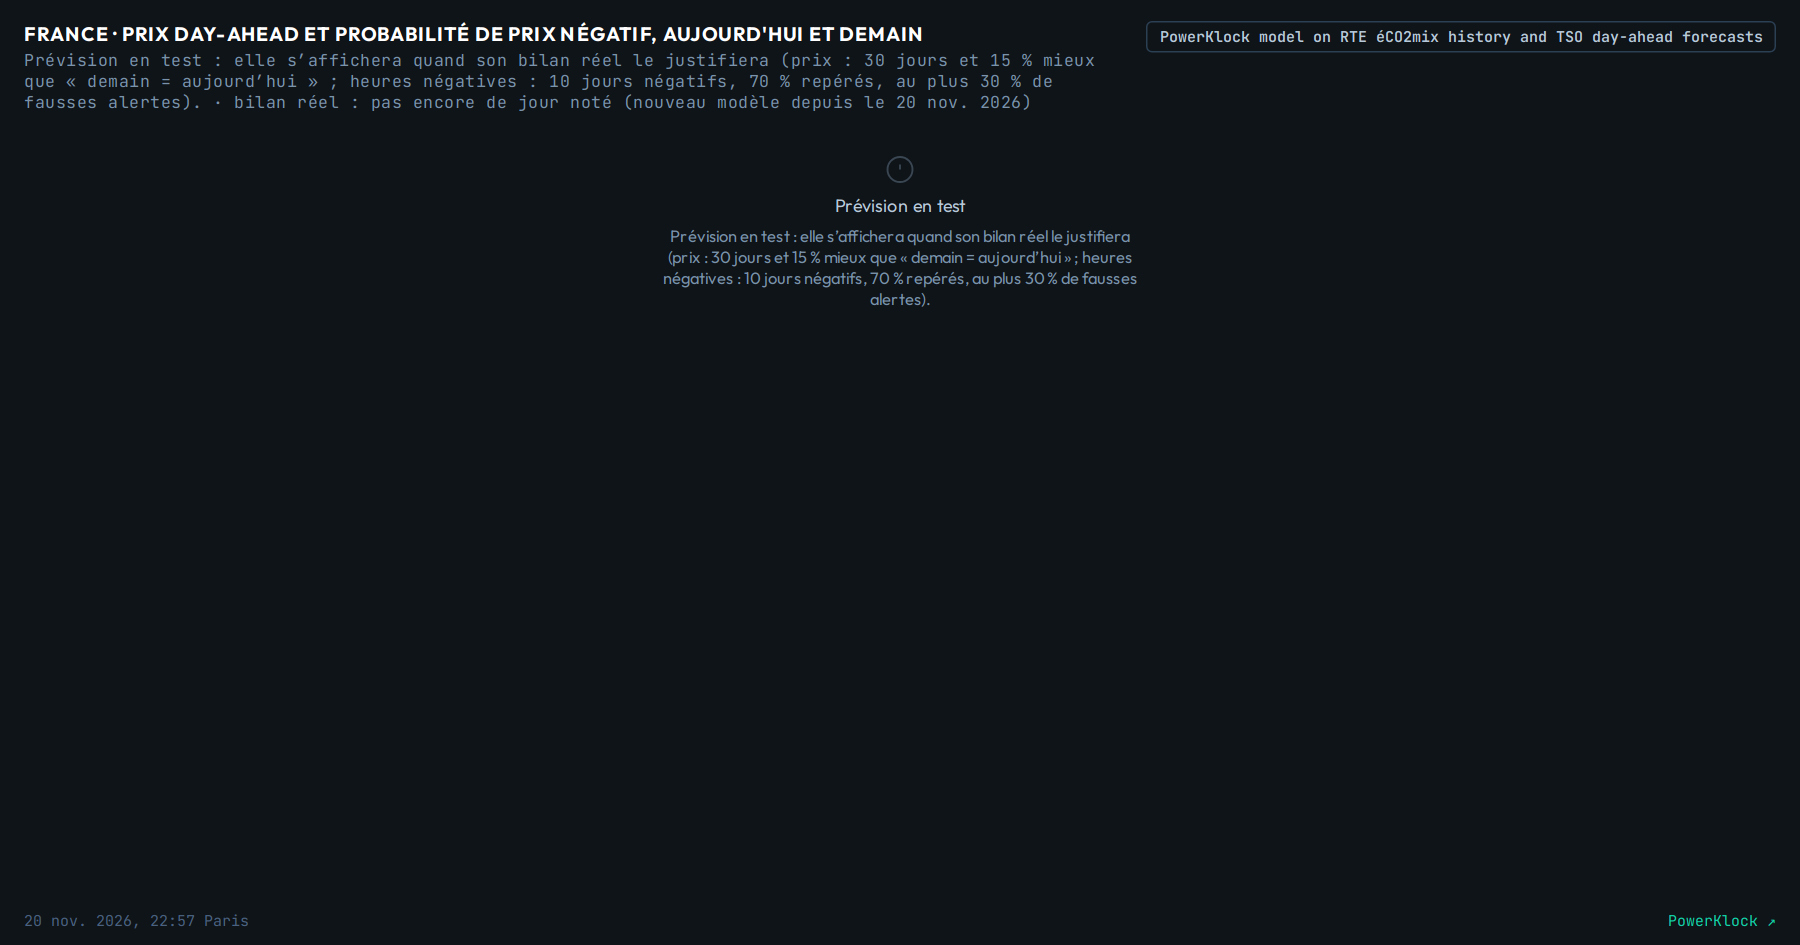 FRANCE · PRIX DAY-AHEAD ET PROBABILITÉ DE PRIX NÉGATIF, AUJOURD'HUI ET DEMAIN
PowerKlock model on RTE éCO2mix history and TSO day-ahead forecasts
Prévision en test : elle s’affichera quand son bilan réel le justifiera (prix : 30 jours et 15 % mieux
que « demain = aujourd’hui » ; heures négatives : 10 jours négatifs, 70 % repérés, au plus 30 % de
fausses alertes). · bilan réel : pas encore de jour noté (nouveau modèle depuis le 20 nov. 2026)
Prévision en test
Prévision en test : elle s’affichera quand son bilan réel le justifiera
(prix : 30 jours et 15 % mieux que « demain = aujourd’hui » ; heures
négatives : 10 jours négatifs, 70 % repérés, au plus 30 % de fausses
alertes).
20 nov. 2026, 22:57 Paris
PowerKlock ↗